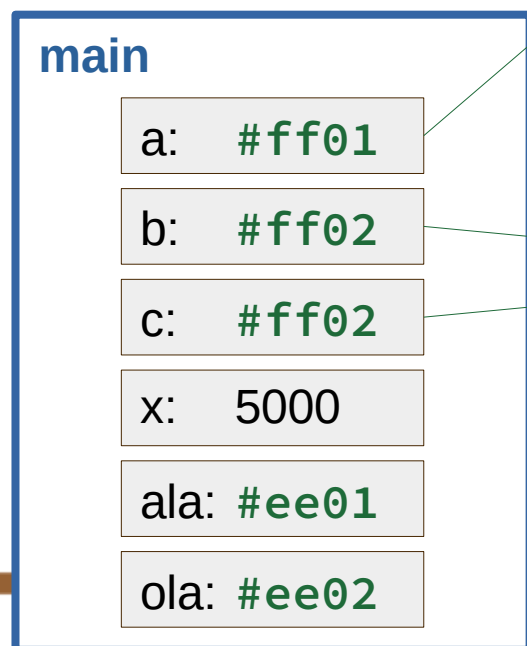 main
a: #ff01
b: #ff02
c: #ff02
x: 5000
ala: #ee01
ola: #ee02